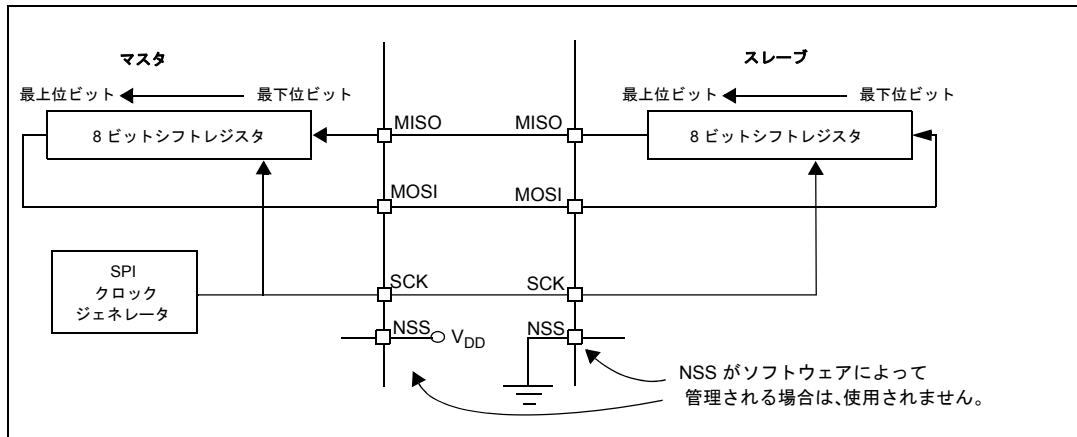 マスタ
スレーブ
最上位ビット
最下位ビット
最上位ビット
最下位ビット
8 ビットシフトレジスタ
MISO
MISO
8 ビットシフトレジスタ
MOSI
MOSI
SPI
クロック
ジェネレータ
SCK
SCK
NSS
VDD
NSS
NSS がソフトウェアによって
管理される場合は、使用されません。